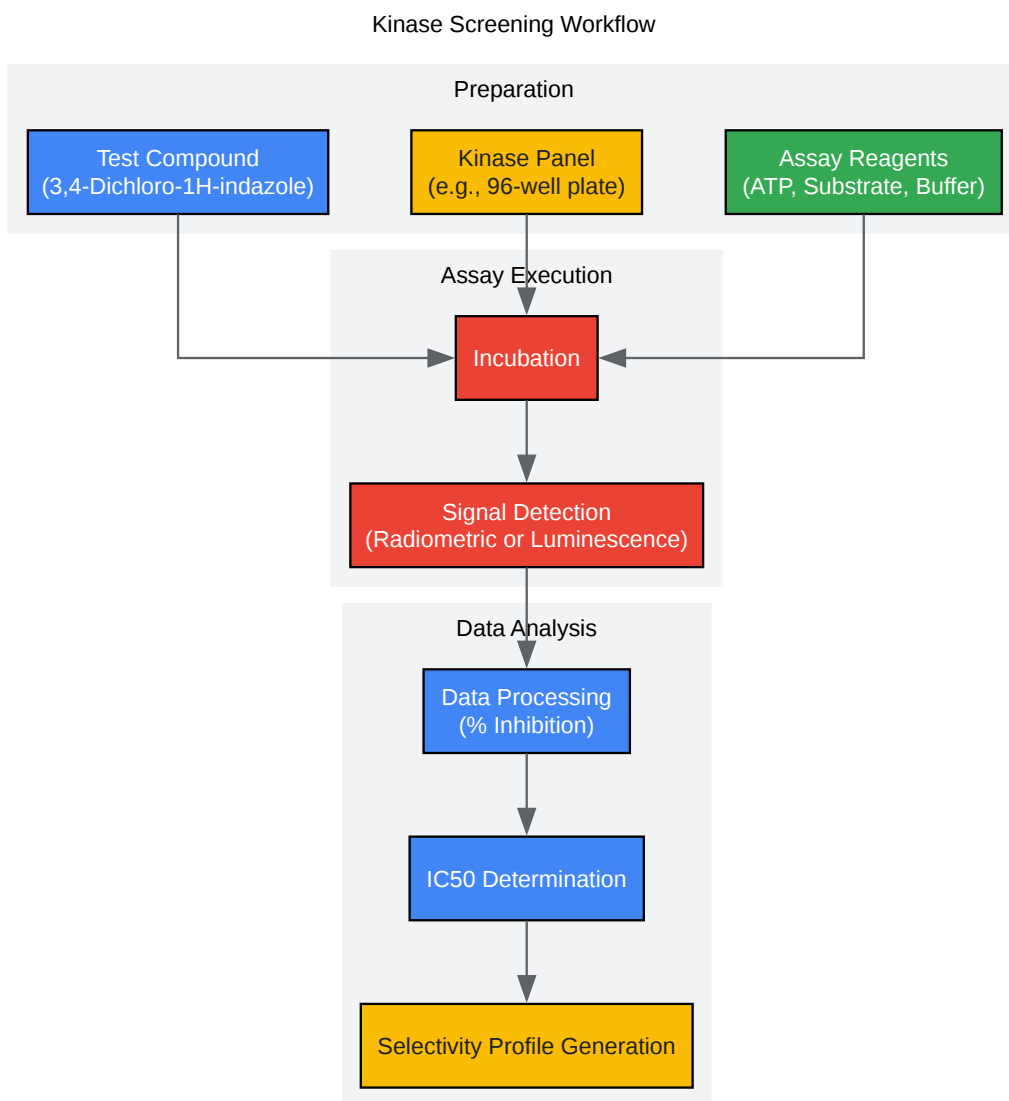 Kinase Screening Workflow
Preparation
Test Compound
(3,4-Dichloro-1H-indazole)
Kinase Panel
(e.g., 96-well plate)
Assay Reagents
(ATP, Substrate, Buffer)
Assay Execution
Incubation
Signal Detection
(Radiometric or Luminescence)
Data Analysis
Data Processing
(% Inhibition)
IC50 Determination
Selectivity Profile Generation